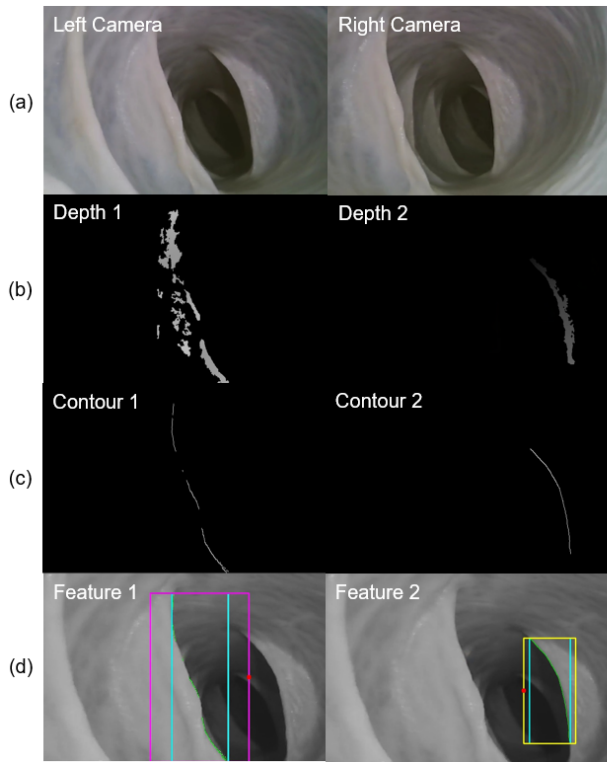 Left Camera
Right Camera
(a)
Depth 1
Depth 2
(b)
Contour 1
Contour 2
(c)
Feature 1
Feature 2
(d)